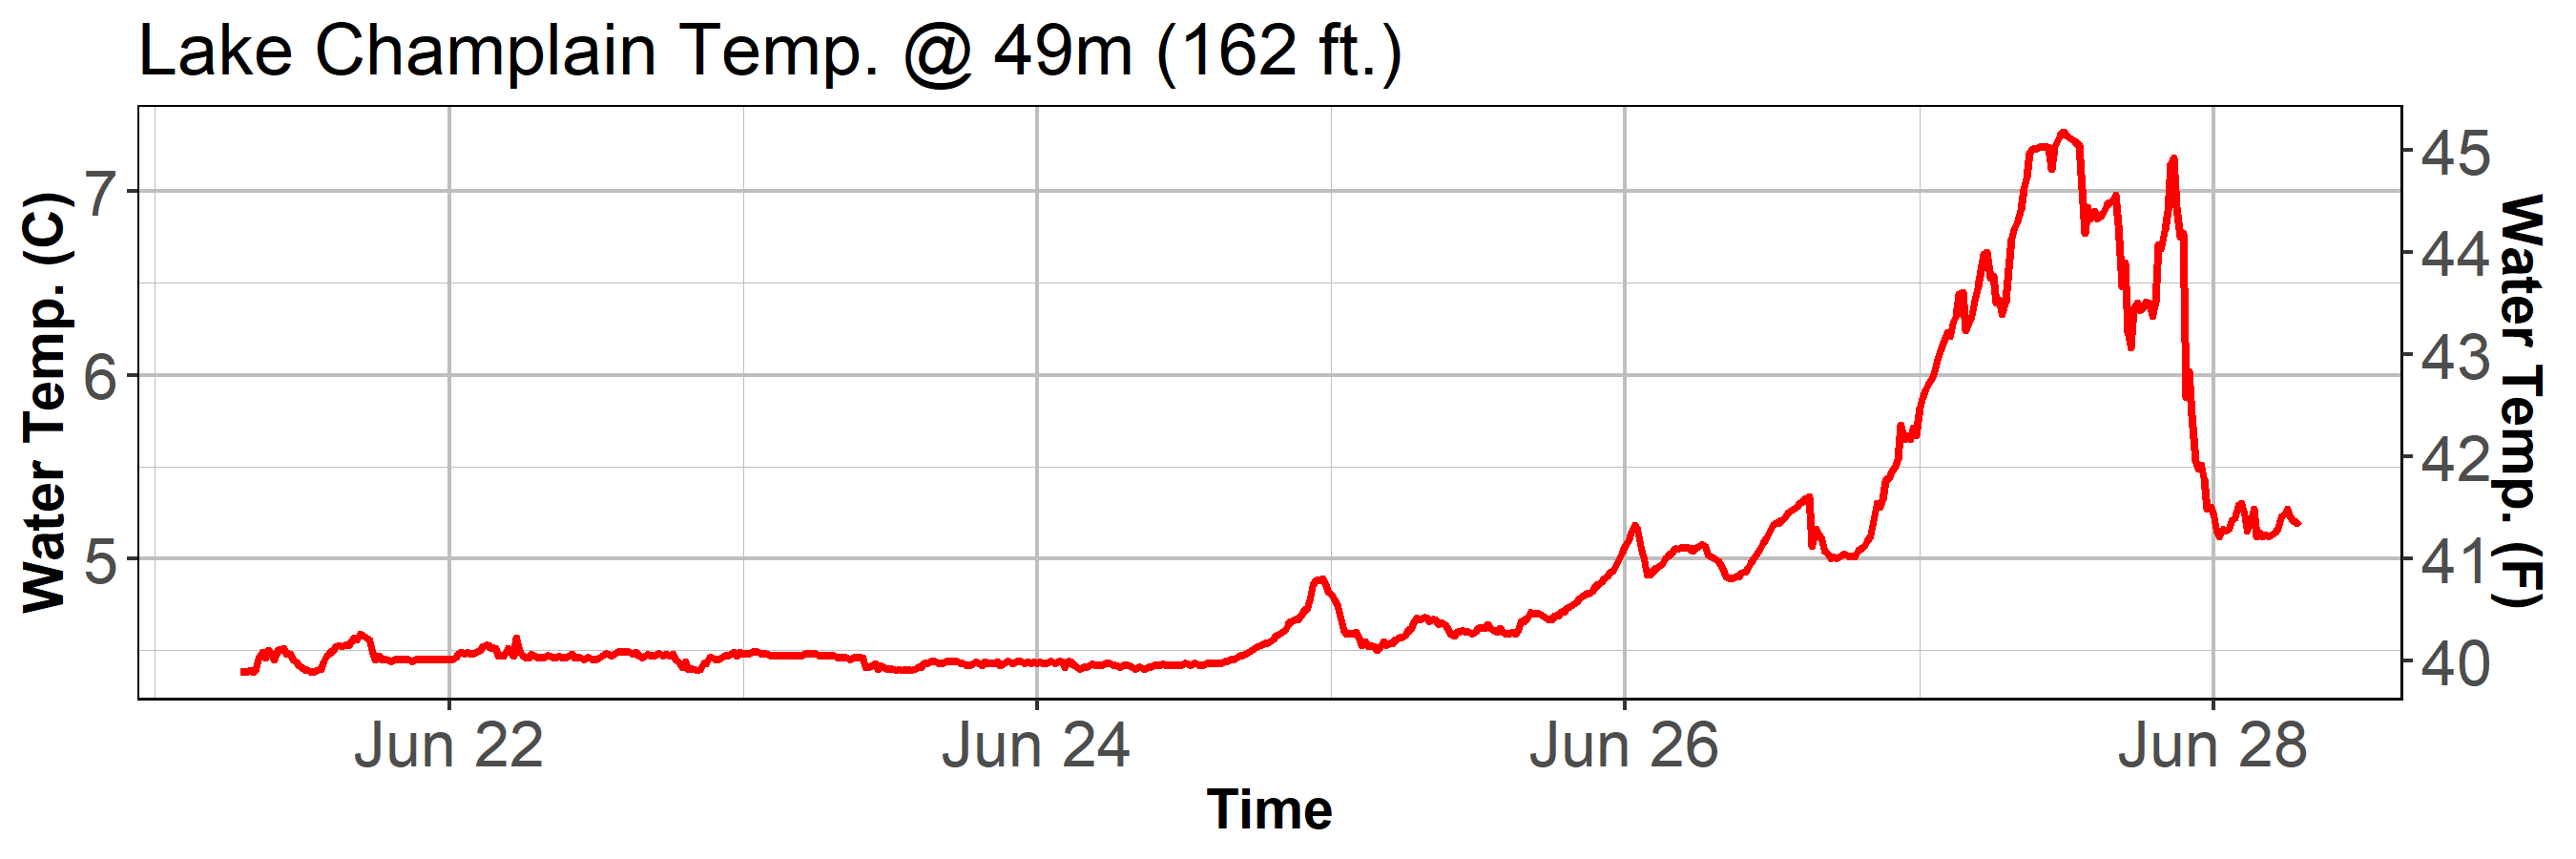 Lake Champlain Temp. @ 49m (162 ft.)
Water Temp. (C)
7
6
5
45
44
43
42
41
40
Water Temp. (F)
Jun 22
Jun 24
Jun 26
Jun 28
Time